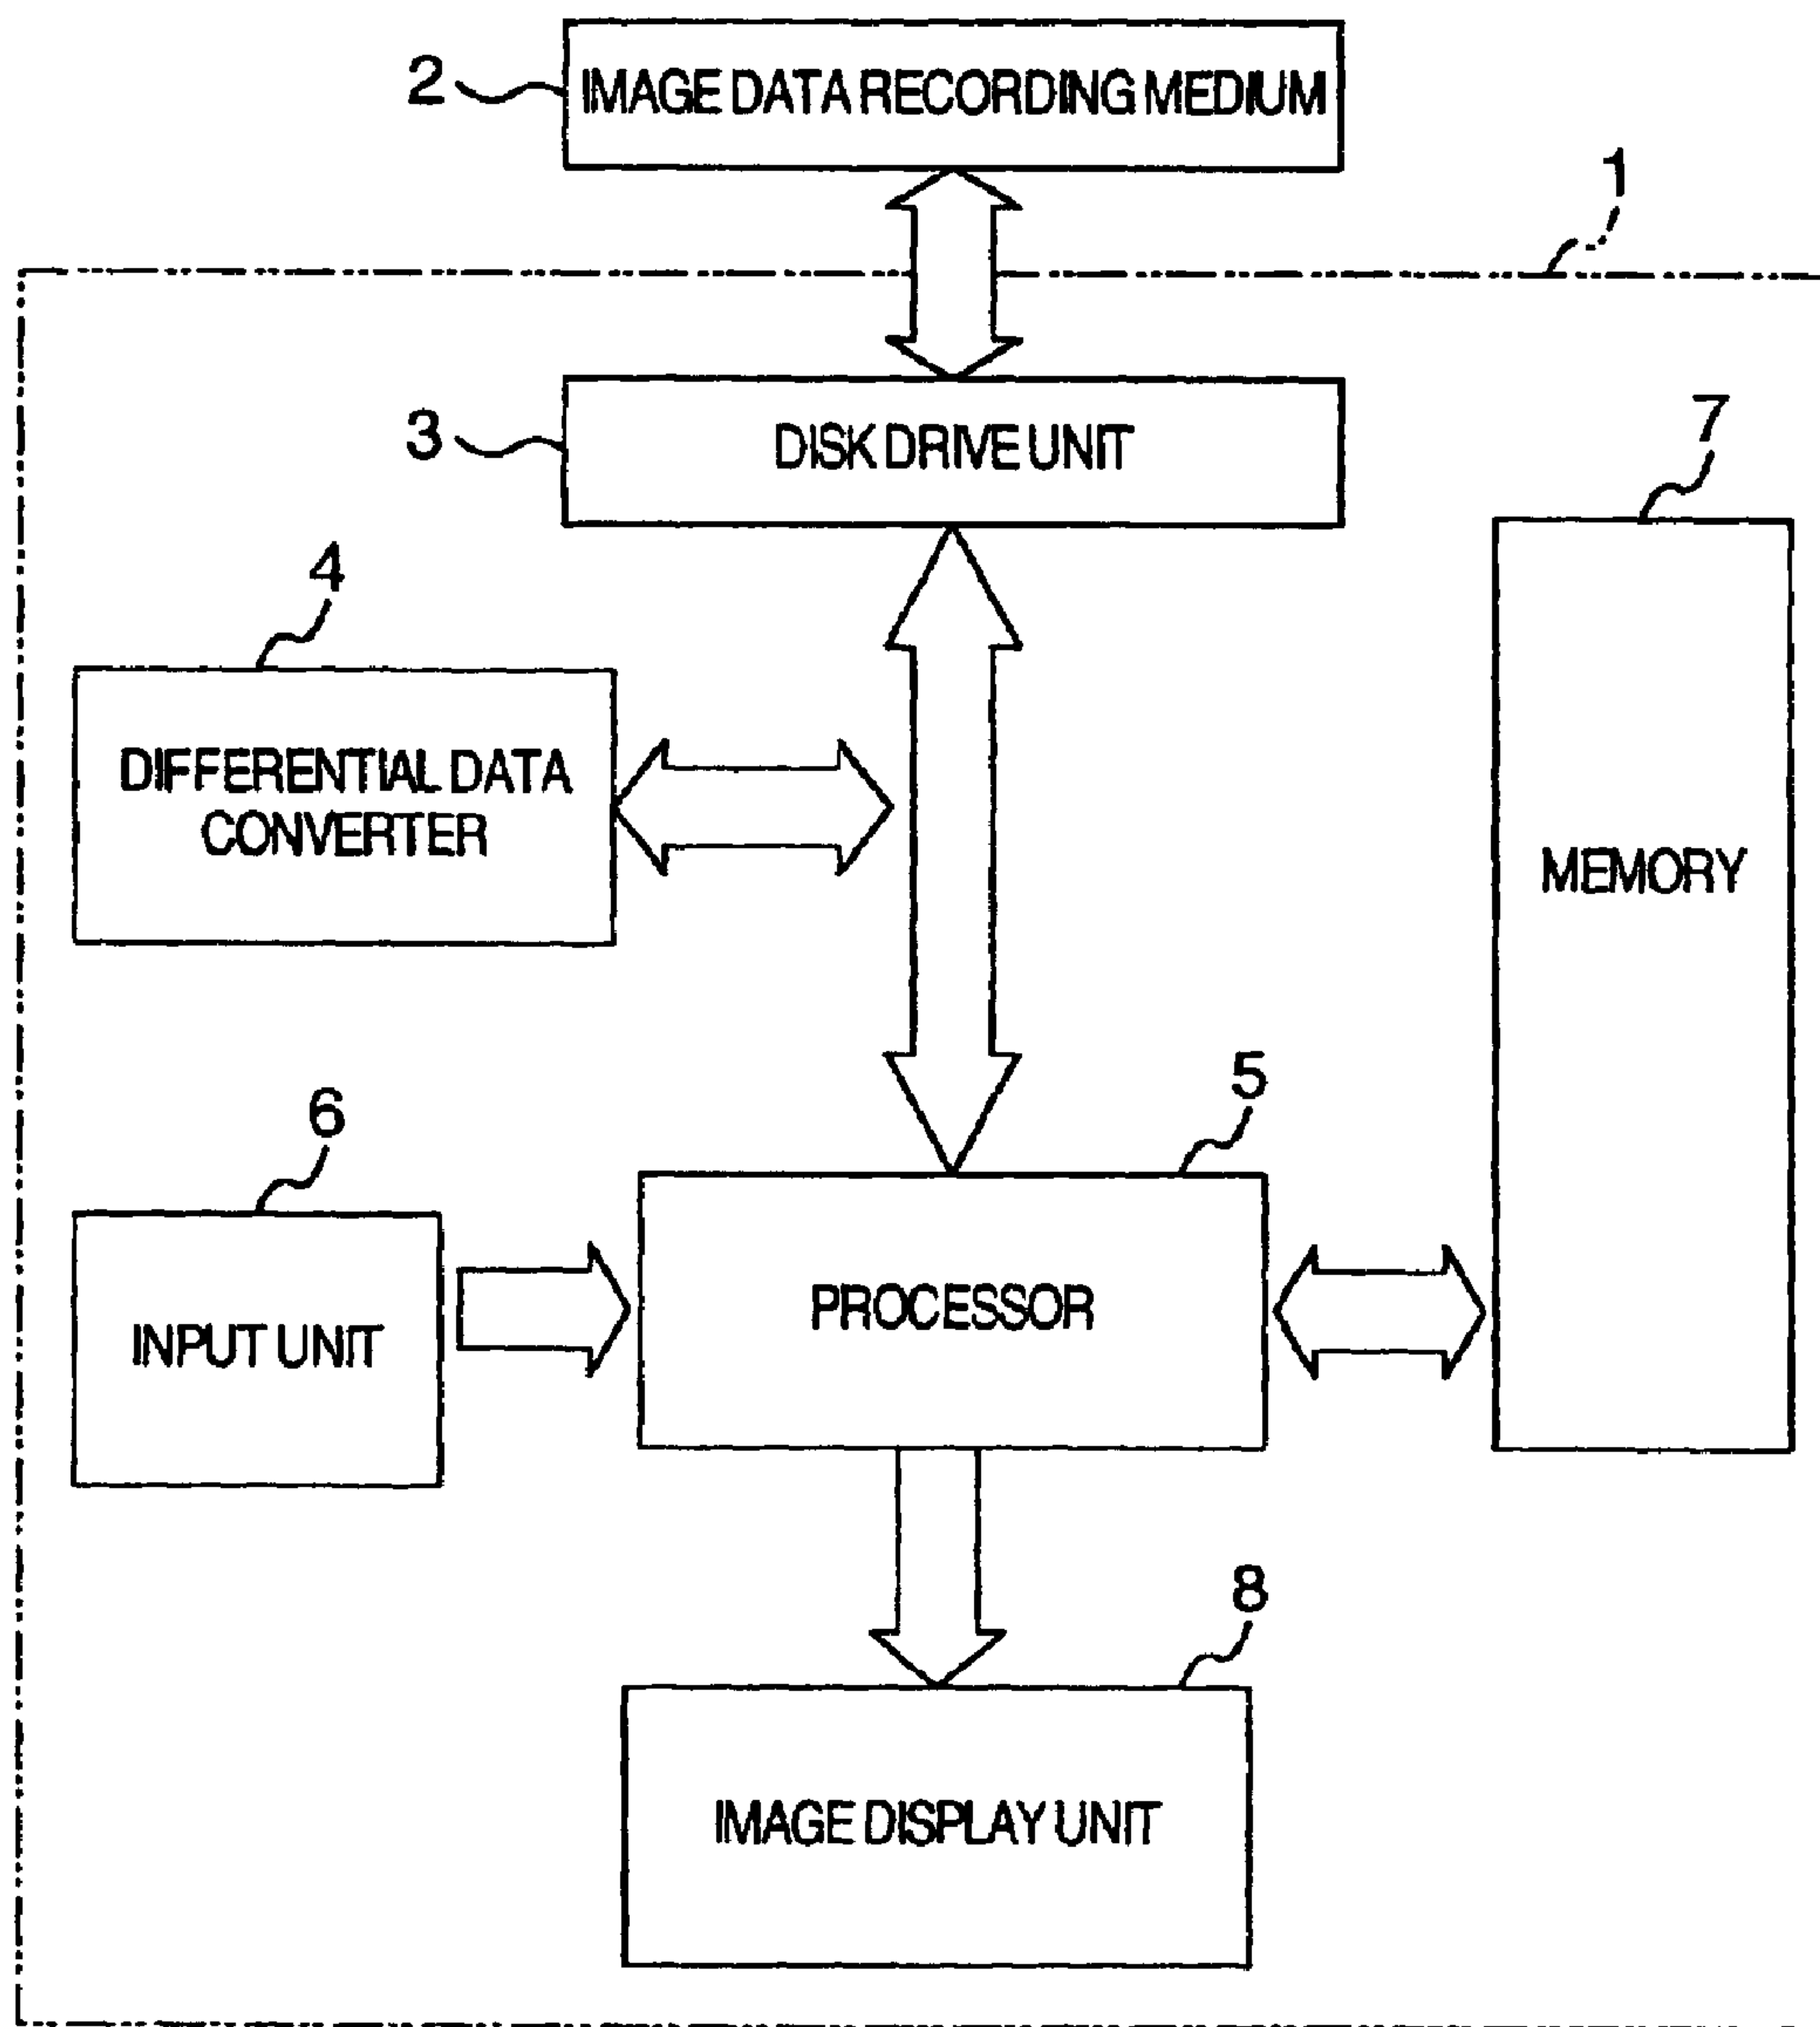 2
IMAGE DATA RECORDING MEDIUM
1
3
DISK DRIVE UNIT
7
4
DIFFERENTIAL DATA
CONVERTER
MEMORY
5
6
PROCESSOR
INPUT UNIT
8
IMAGE DISPLAY UNIT